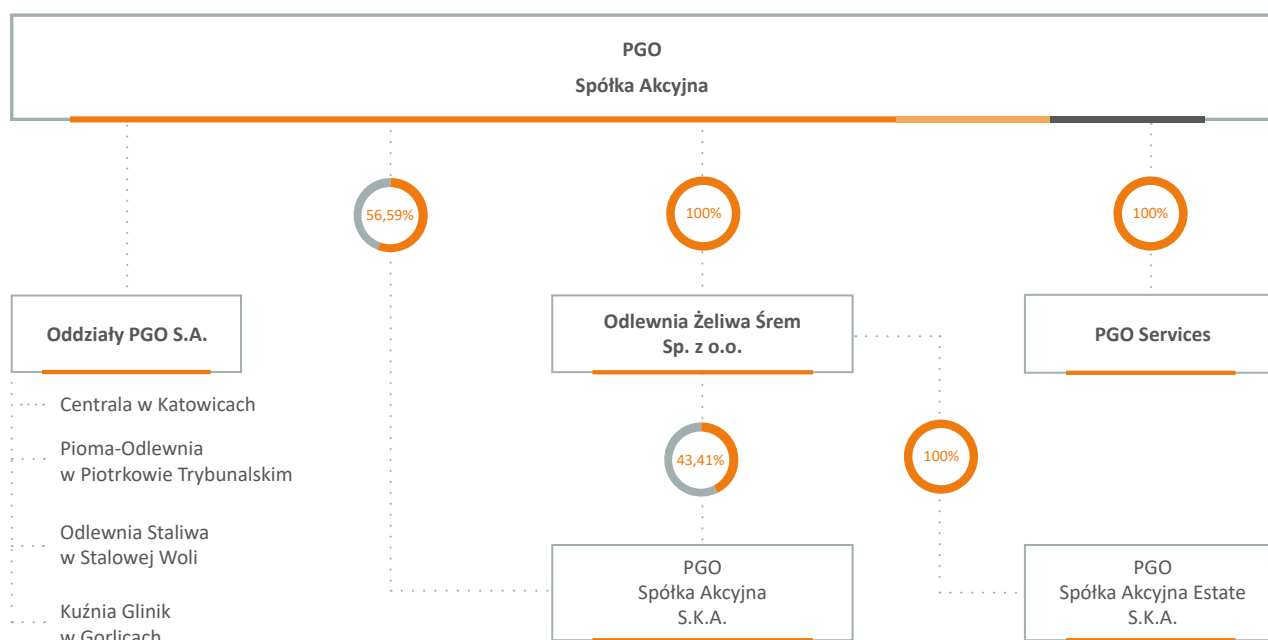 PGO
Spółka Akcyjna
56,59%
100%
100%
Oddziały PGO S.A.
Odlewnia Żeliwa Śrem
Sp. z o.o.
PGO Services
Centrala w Katowicach
Pioma-Odlewnia
w Piotrkowie Trybunalskim
Odlewnia Staliwa
w Stalowej Woli
Kuźnia Glinik
w Gorlicach
43,41%
100%
PGO
Spółka Akcyjna
S.K.A.
PGO
Spółka Akcyjna Estate
S.K.A.